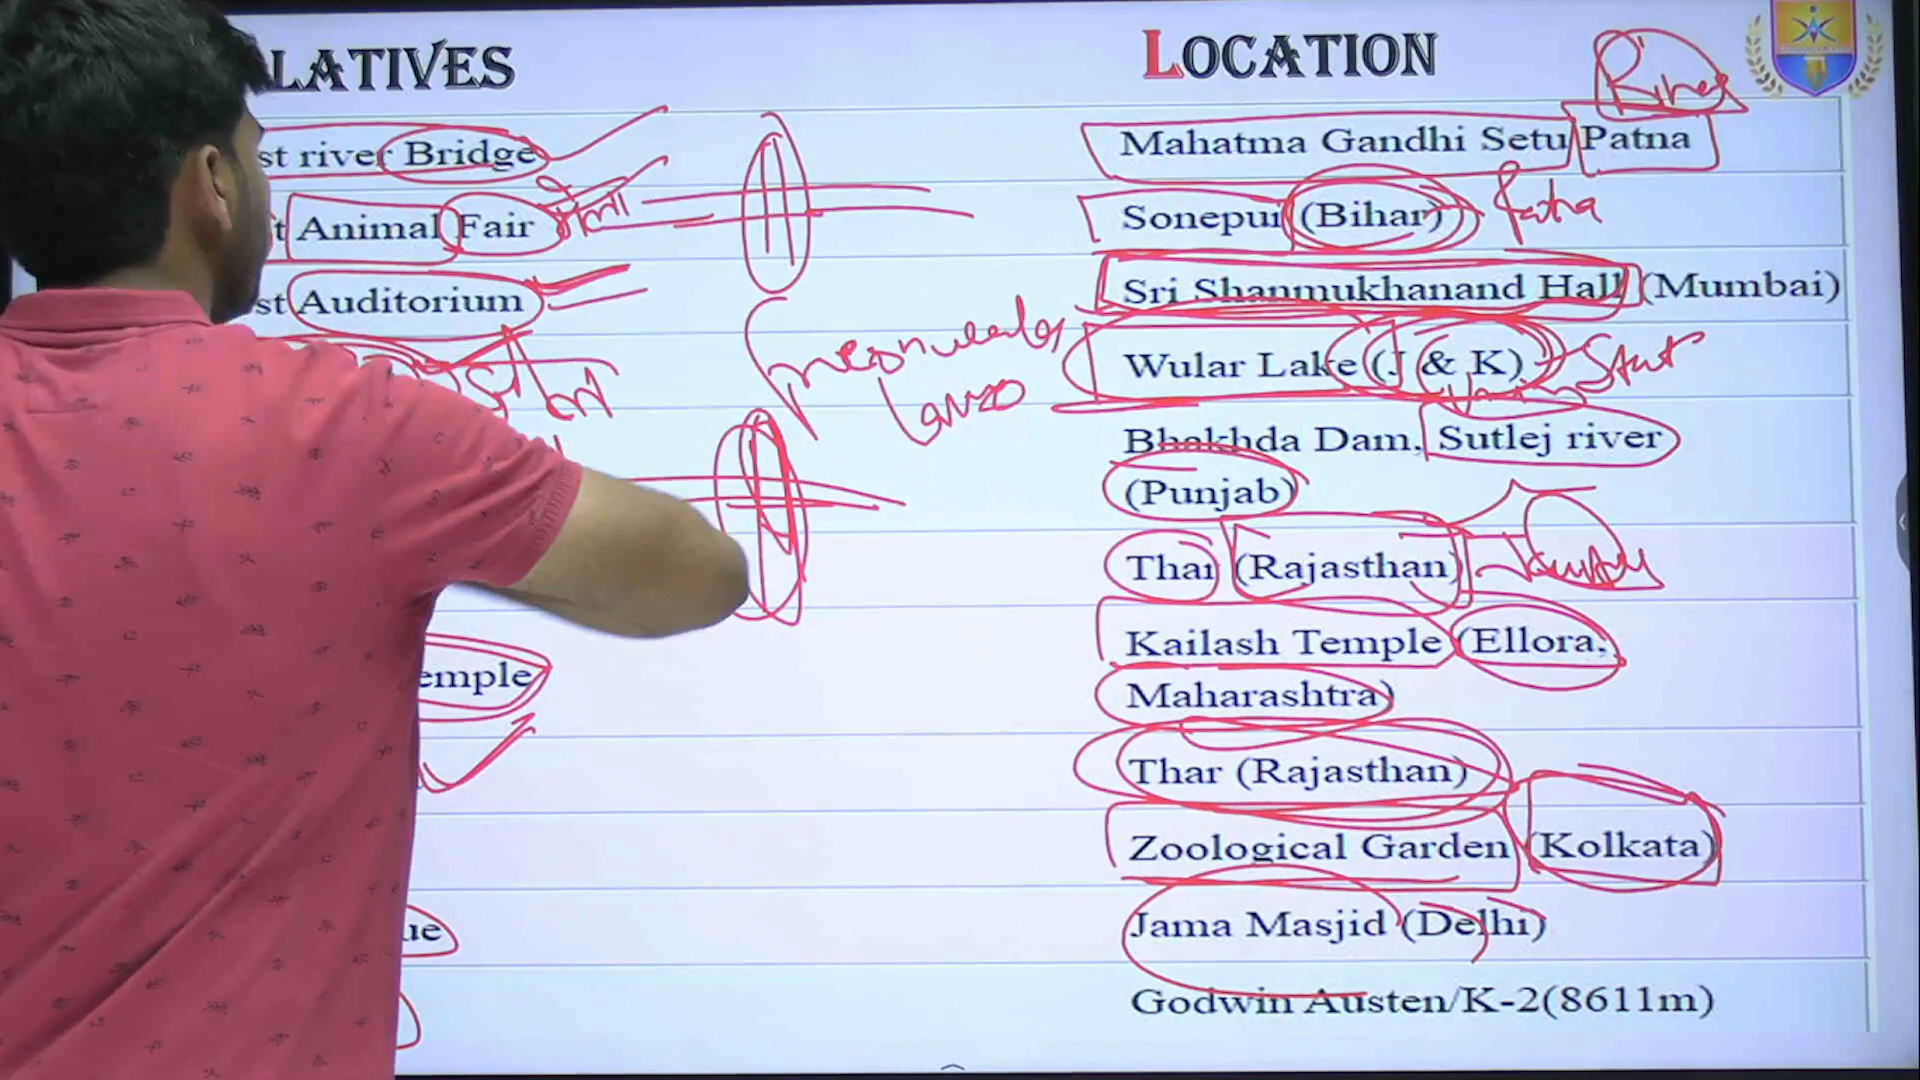 LATIVES
LOCATION
st river Bridge
Mahatma Gandhi Setu Patna
t Animal Fair
Sonepur (Bihar)
st Auditorium
Sri Shanmukhanand Hall (Mumbai)
Wular Lake (J & K)
Bhakhda Dam, Sutlej river
(Punjab)
Thar (Rajasthan)
emple
Kailash Temple (Ellora,
Maharashtra)
Thar (Rajasthan)
Zoological Garden (Kolkata)
ue
Jama Masjid (Delhi)
Godwin Austen/K-2(8611m)